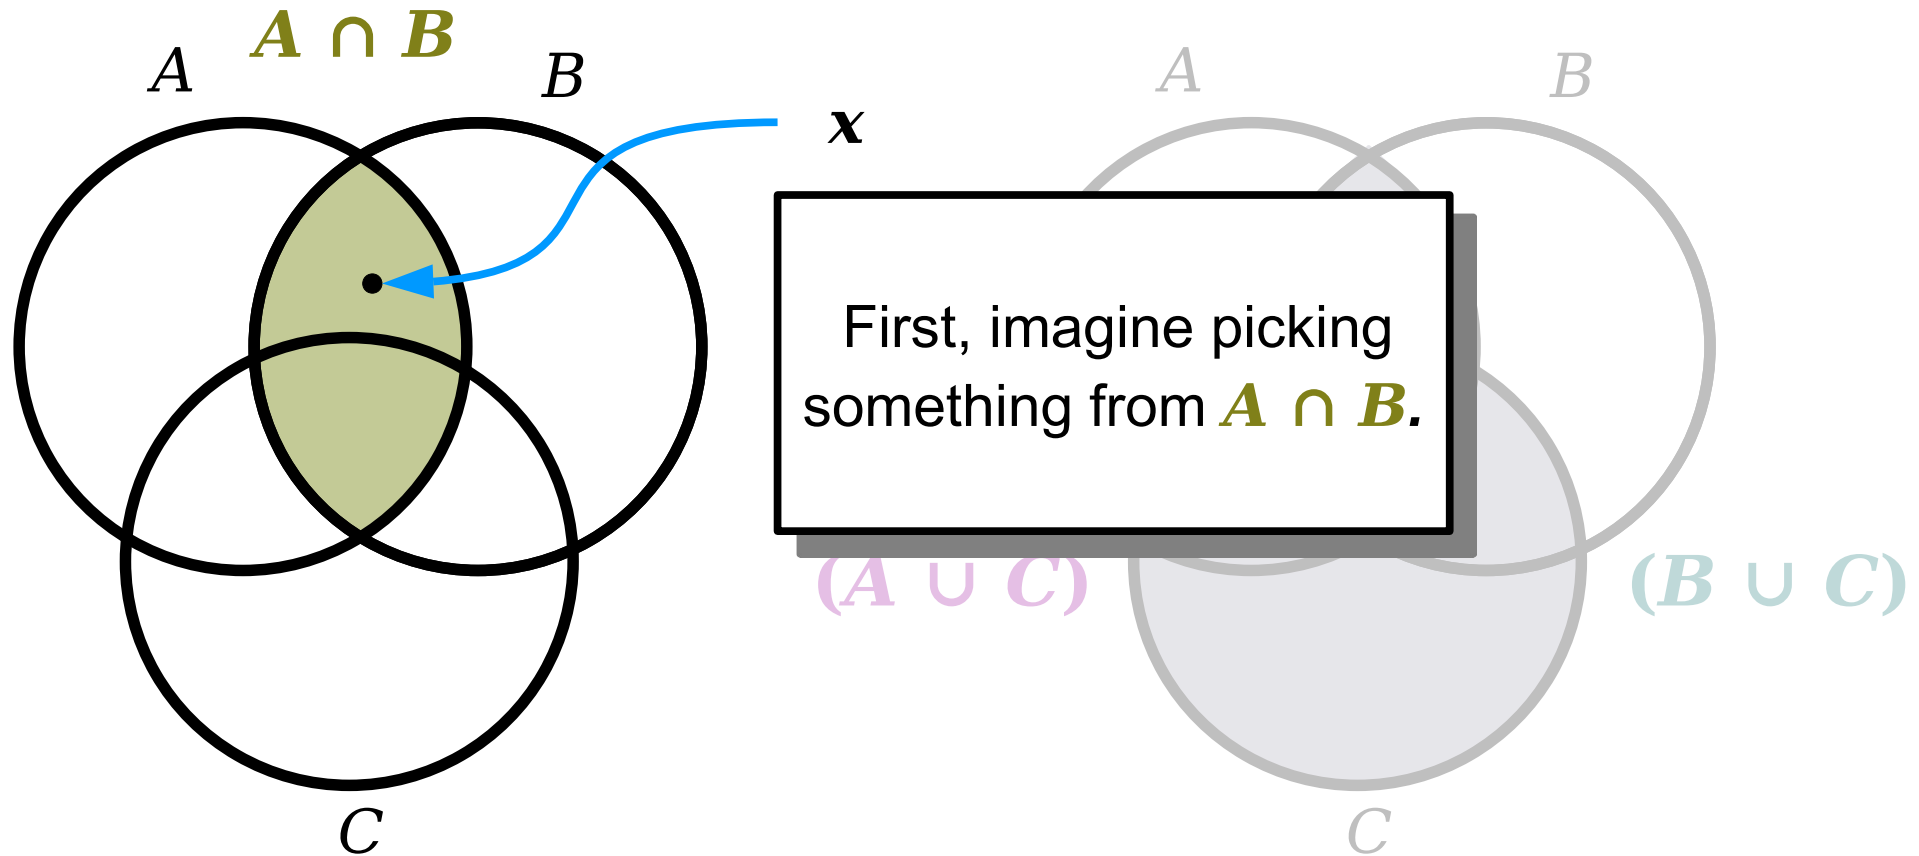 A ∩ B
A
B
x
First, imagine picking
something from A ∩ B.
C
A
B
(A ∪ C)
(B ∪ C)
C